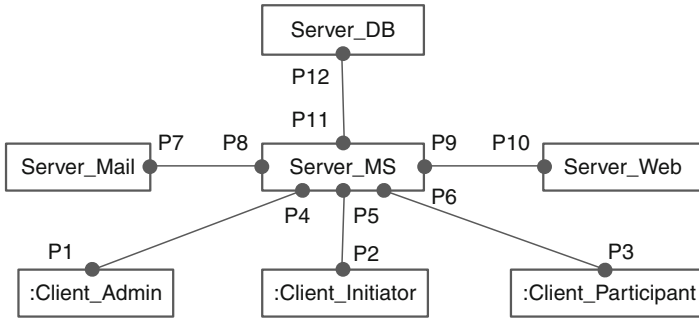 Server_DB
P12
P11
P7 P8 P9 P10
Server_Mail Server_MS Server_Web
P4 P5 P6
P1 P2 P3
:Client_Admin :Client_Initiator :Client_Participant